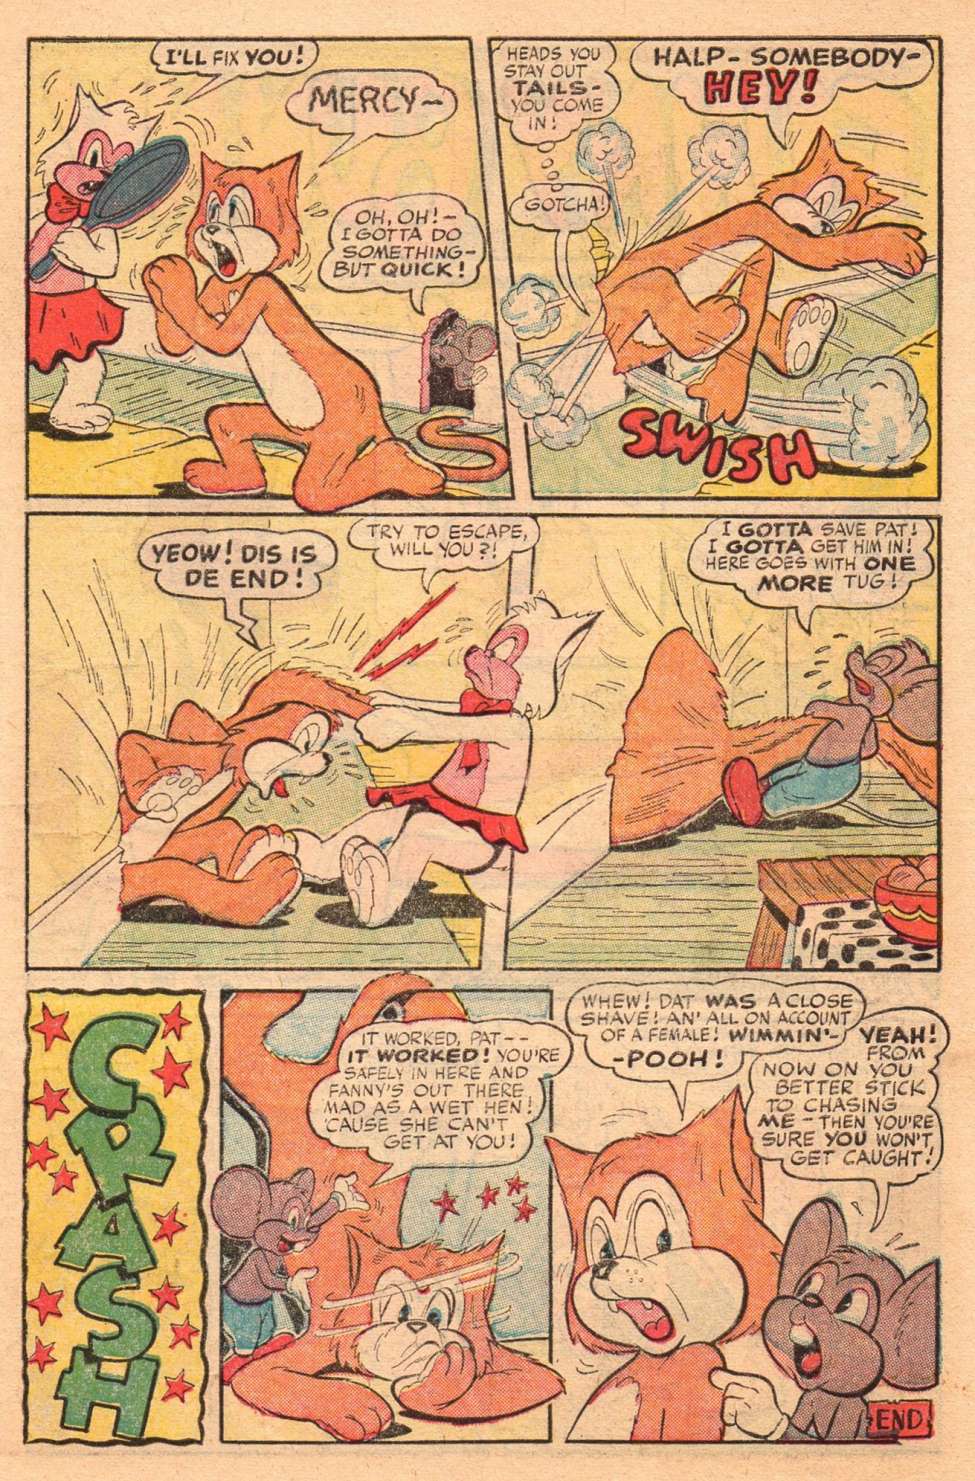 I'LL FIX YOU!
MERCY-
OH, OH!-
I GOTTA DO
SOMETHING-
BUT QUICK!
HEADS YOU
STAY OUT
TAILS-
YOU COME
IN!
GOTCHA!
HALP- SOMEBODY-
HEY!
SWISH
YEOW! DIS IS
DE END!
TRY TO ESCAPE,
WILL YOU?!
I GOTTA SAVE PAT!
I GOTTA GET HIM IN!
HERE GOES WITH ONE
MORE TUG!
CRASH
IT WORKED, PAT--
IT WORKED! YOU'RE
SAFELY IN HERE AND
FANNY'S OUT THERE
MAD AS A WET HEN!
'CAUSE SHE CAN'T
GET AT YOU!
WHEW! DAT WAS A CLOSE
SHAVE! AN' ALL ON ACCOUNT
OF A FEMALE! WIMMIN'-
-POOH!
YEAH!
FROM
NOW ON YOU
BETTER STICK
TO CHASING
ME- THEN YOU'RE
SURE YOU WON'T
GET CAUGHT!
END